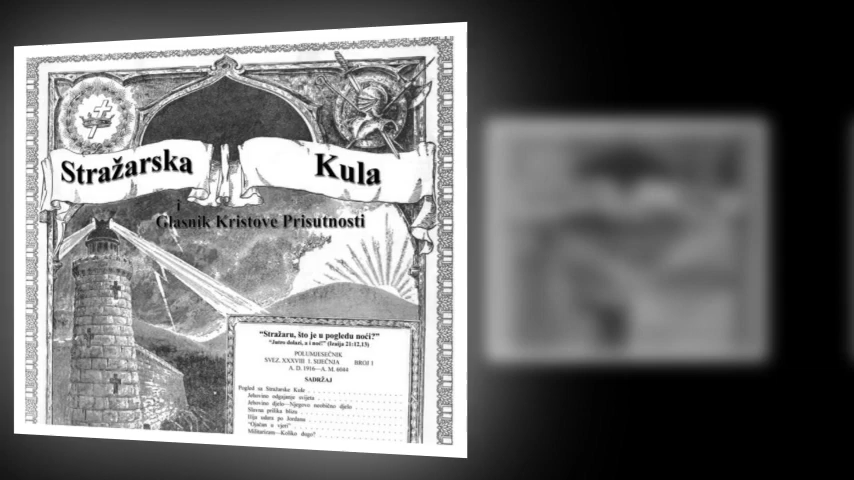 Stražarska Kula
i
Glasnik Kristove Prisutnosti
"Stražaru, što je u pogledu noći?"
"Jutro dolazi, a i noć!" (Izaija 21:12,13)
POLUMJESEČNIK
SVEZ. XXXVIII 1. SIJEČNJA BROJ 1
A. D. 1916—A. M. 6044
SADRŽAJ
Pogled sa Stražarske Kule
Jehovino odgajanje svijeta
Jehovino djelo—Njegovo neobično djelo
Slavna prilika blizu
Ilija udara po Jordanu
"Ojačan u vjeri"
Militarizam—Koliko dugo?